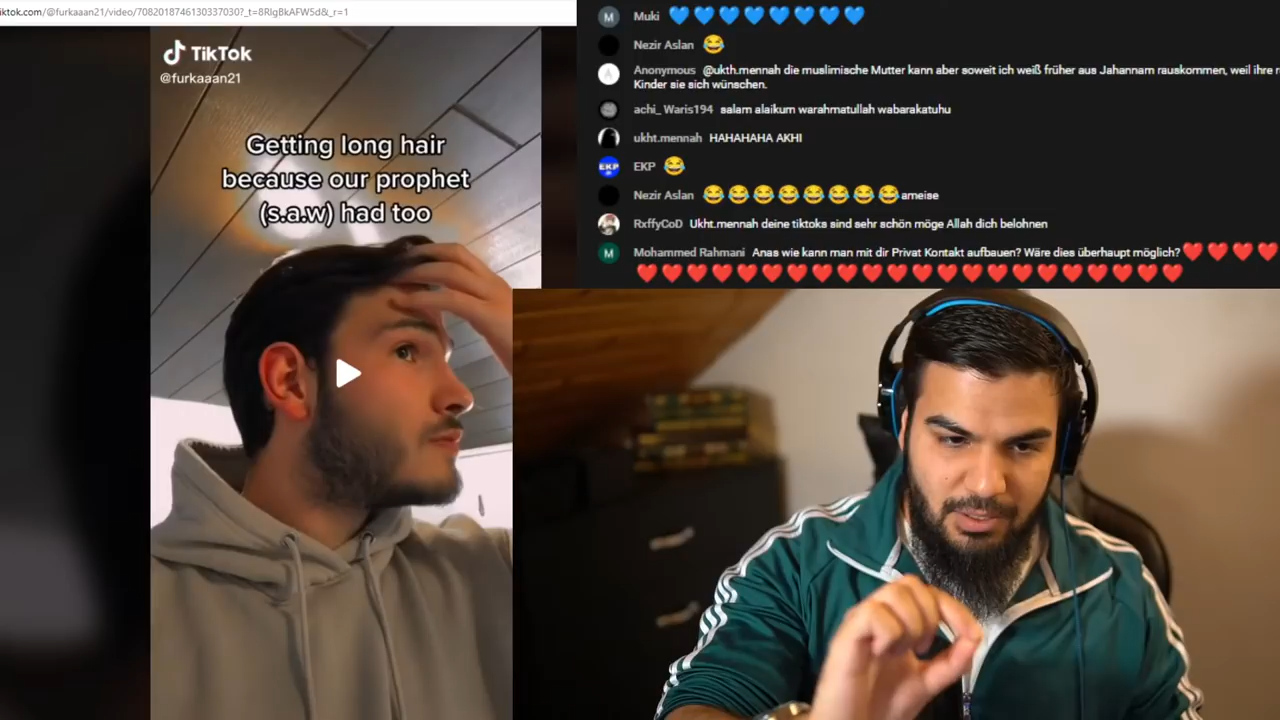 iktok.com/@furkaaan21/video/7082018746130337030?_t=8RlgBkAFW5d&_r=1
TikTok
@furkaaan21
Getting long hair
because our prophet
(s.a.w) had too
M Muki 💙💙💙💙💙💙💙💙
Nezir Aslan 😂
A Anonymous @ukth.mennah die muslimische Mutter kann aber soweit ich weiß früher aus Jahannam rauskommen, weil ihre
Kinder sie sich wünschen.
achi_Waris194 salam alaikum warahmatullah wabarakatuhu
ukht.mennah HAHAHAHA AKHI
EKP EKP 😂
Nezir Aslan 😂😂😂😂😂😂😂😂ameise
RxffyCoD Ukht.mennah deine tiktoks sind sehr schön möge Allah dich belohnen
M Mohammed Rahmani Anas wie kann man mit dir Privat Kontakt aufbauen? Wäre dies überhaupt möglich?❤️❤️❤️❤️
❤️❤️❤️❤️❤️❤️❤️❤️❤️❤️❤️❤️❤️❤️❤️❤️❤️❤️❤️❤️❤️❤️